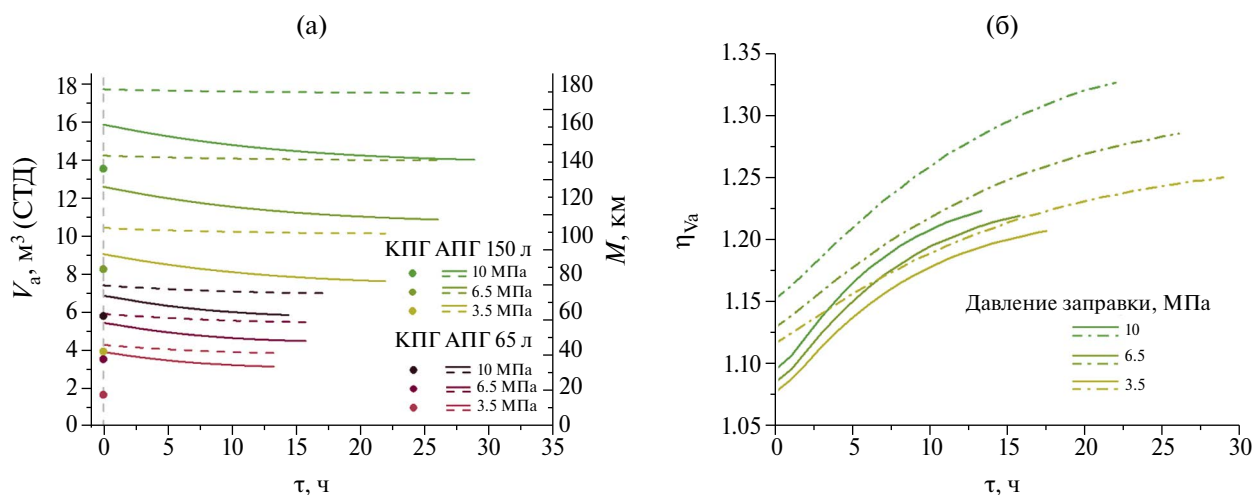 (а)
V_a, м³ (СТД)
18
16
14
12
10
8
6
4
2
0
180
160
140
120
100
80
60
40
20
0
M, км
КПГ АПГ 150 л
10 МПа
6.5 МПа
3.5 МПа
КПГ АПГ 65 л
10 МПа
6.5 МПа
3.5 МПа
0 5 10 15 20 25 30 35
τ, ч
(б)
η_Va
1.35
1.30
1.25
1.20
1.15
1.10
1.05
Давление заправки, МПа
10
6.5
3.5
0 5 10 15 20 25 30
τ, ч